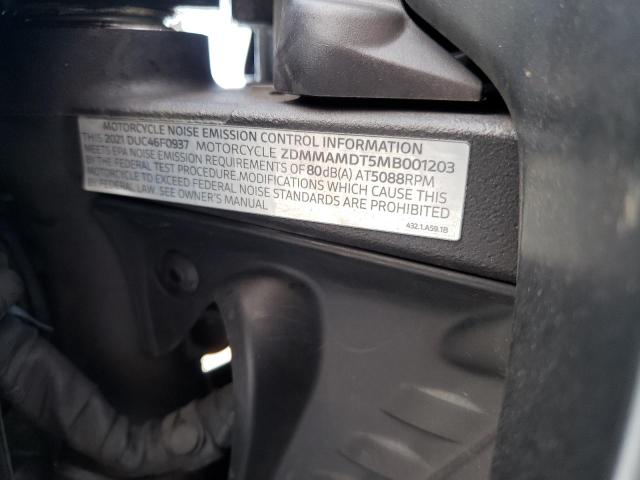 MOTORCYCLE NOISE EMISSION CONTROL INFORMATION
THIS 2021 DUC46F0937 MOTORCYCLE ZDMMAMDT5MB001203
MEETS EPA NOISE EMISSION REQUIREMENTS OF 80dB(A) AT5088RPM
BY THE FEDERAL TEST PROCEDURE.MODIFICATIONS WHICH CAUSE THIS
MOTORCYCLE TO EXCEED FEDERAL NOISE STANDARDS ARE PROHIBITED
BY FEDERAL LAW. SEE OWNER'S MANUAL
432.1.A59.1B